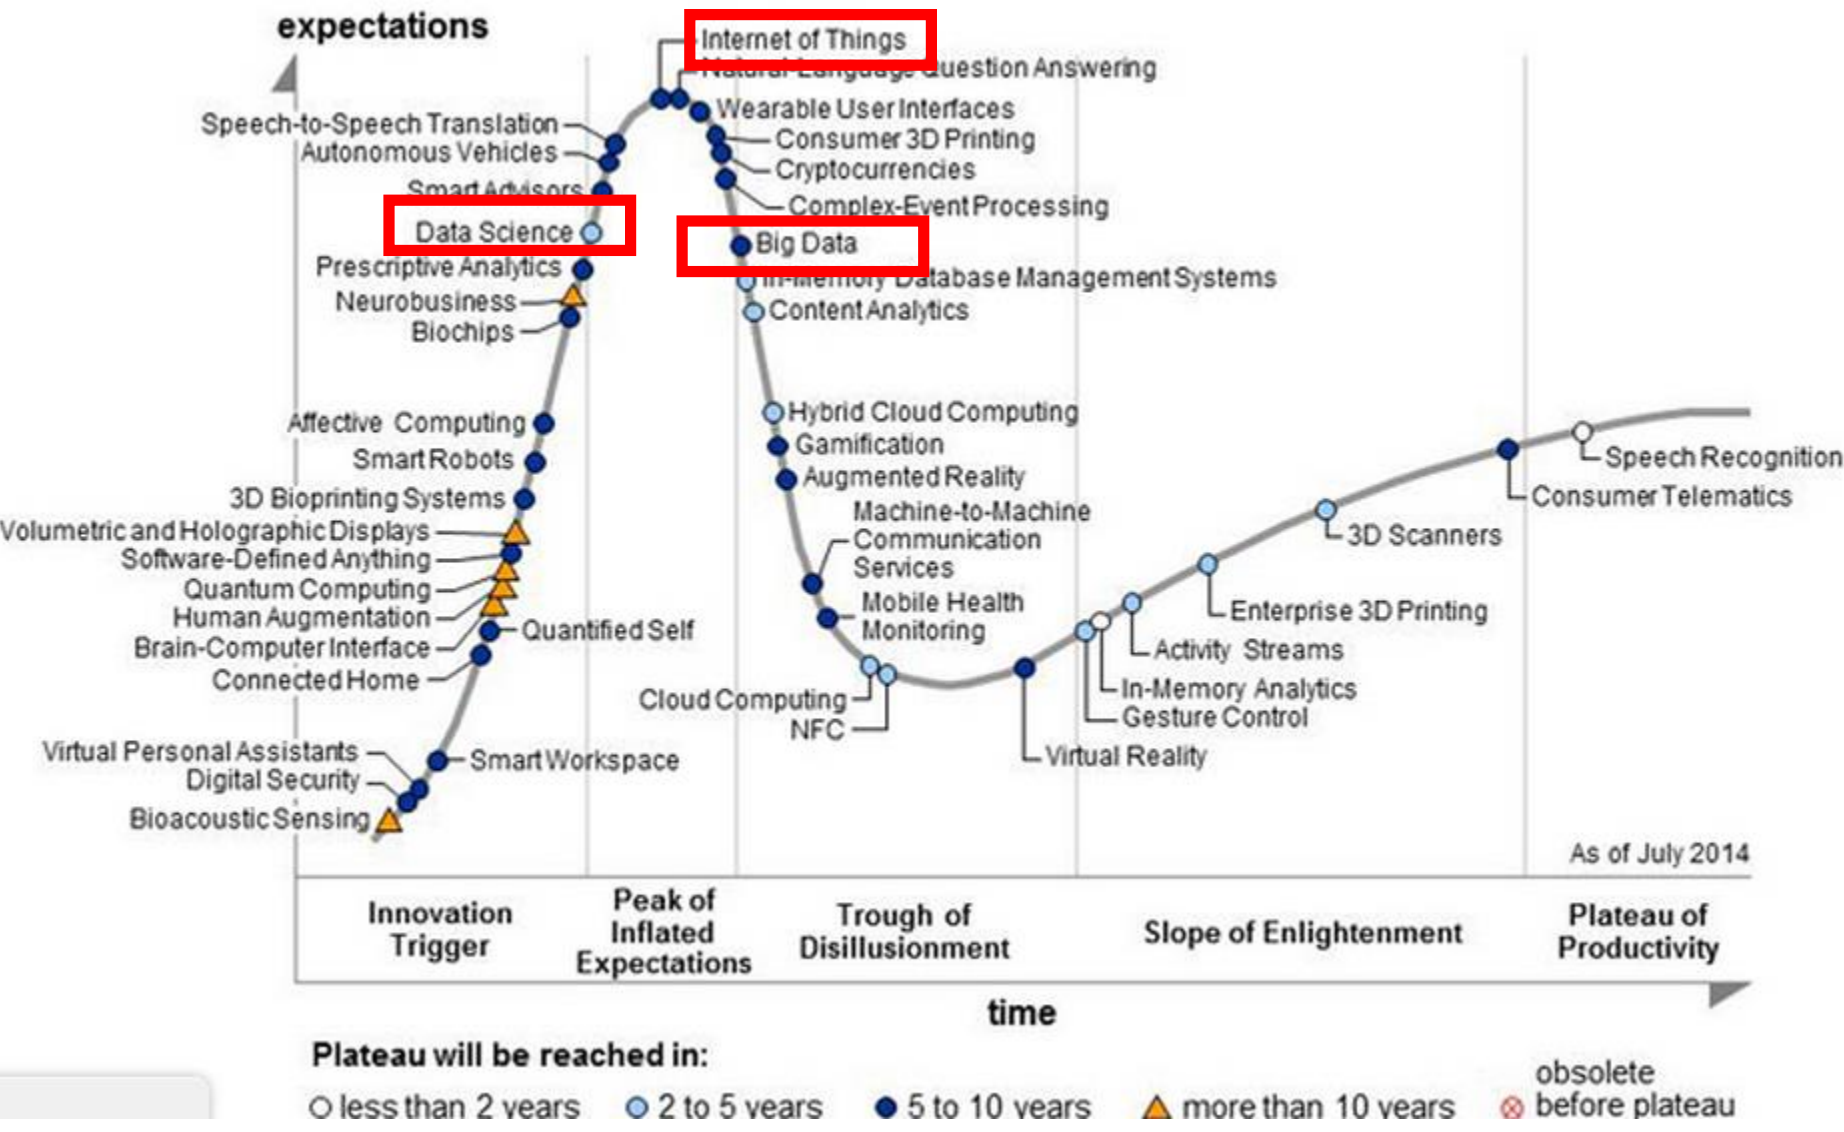 expectations
Internet of Things
Natural-Language Question Answering
Wearable User Interfaces
Speech-to-Speech Translation
Consumer 3D Printing
Autonomous Vehicles
Cryptocurrencies
Smart Advisors
Complex-Event Processing
Data Science
Big Data
Prescriptive Analytics
In-Memory Database Management Systems
Neurobusiness
Content Analytics
Biochips
Hybrid Cloud Computing
Affective Computing
Gamification
Smart Robots
Speech Recognition
Augmented Reality
3D Bioprinting Systems
Consumer Telematics
Machine-to-Machine
Communication
Services
Volumetric and Holographic Displays
3D Scanners
Software-Defined Anything
Quantum Computing
Mobile Health
Monitoring
Human Augmentation
Enterprise 3D Printing
Quantified Self
Brain-Computer Interface
Activity Streams
Connected Home
In-Memory Analytics
Cloud Computing
Gesture Control
NFC
Virtual Personal Assistants
Smart Workspace
Virtual Reality
Digital Security
Bioacoustic Sensing
As of July 2014
Innovation
Trigger
Peak of
Inflated
Expectations
Trough of
Disillusionment
Slope of Enlightenment
Plateau of
Productivity
time
Plateau will be reached in:
less than 2 years
2 to 5 years
5 to 10 years
more than 10 years
obsolete
before plateau